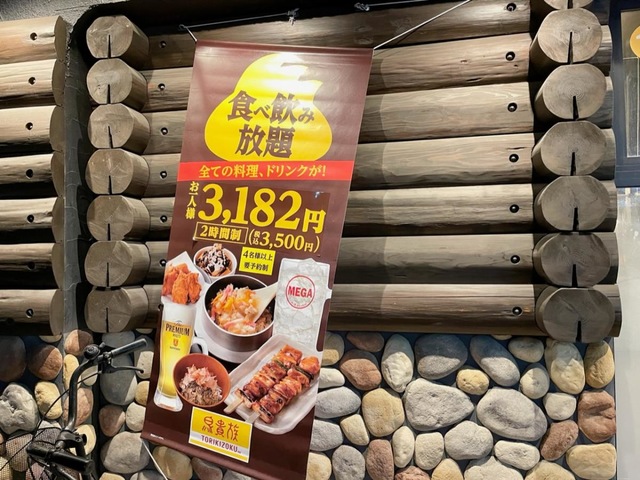 食べ飲み
放題
全ての料理、ドリンクが!
お一人様
3,182円
2時間制 (税込3,500円)
4名様以上
要予約制
MEGA
PREMIUM
鳥貴族
TORIKIZOKU